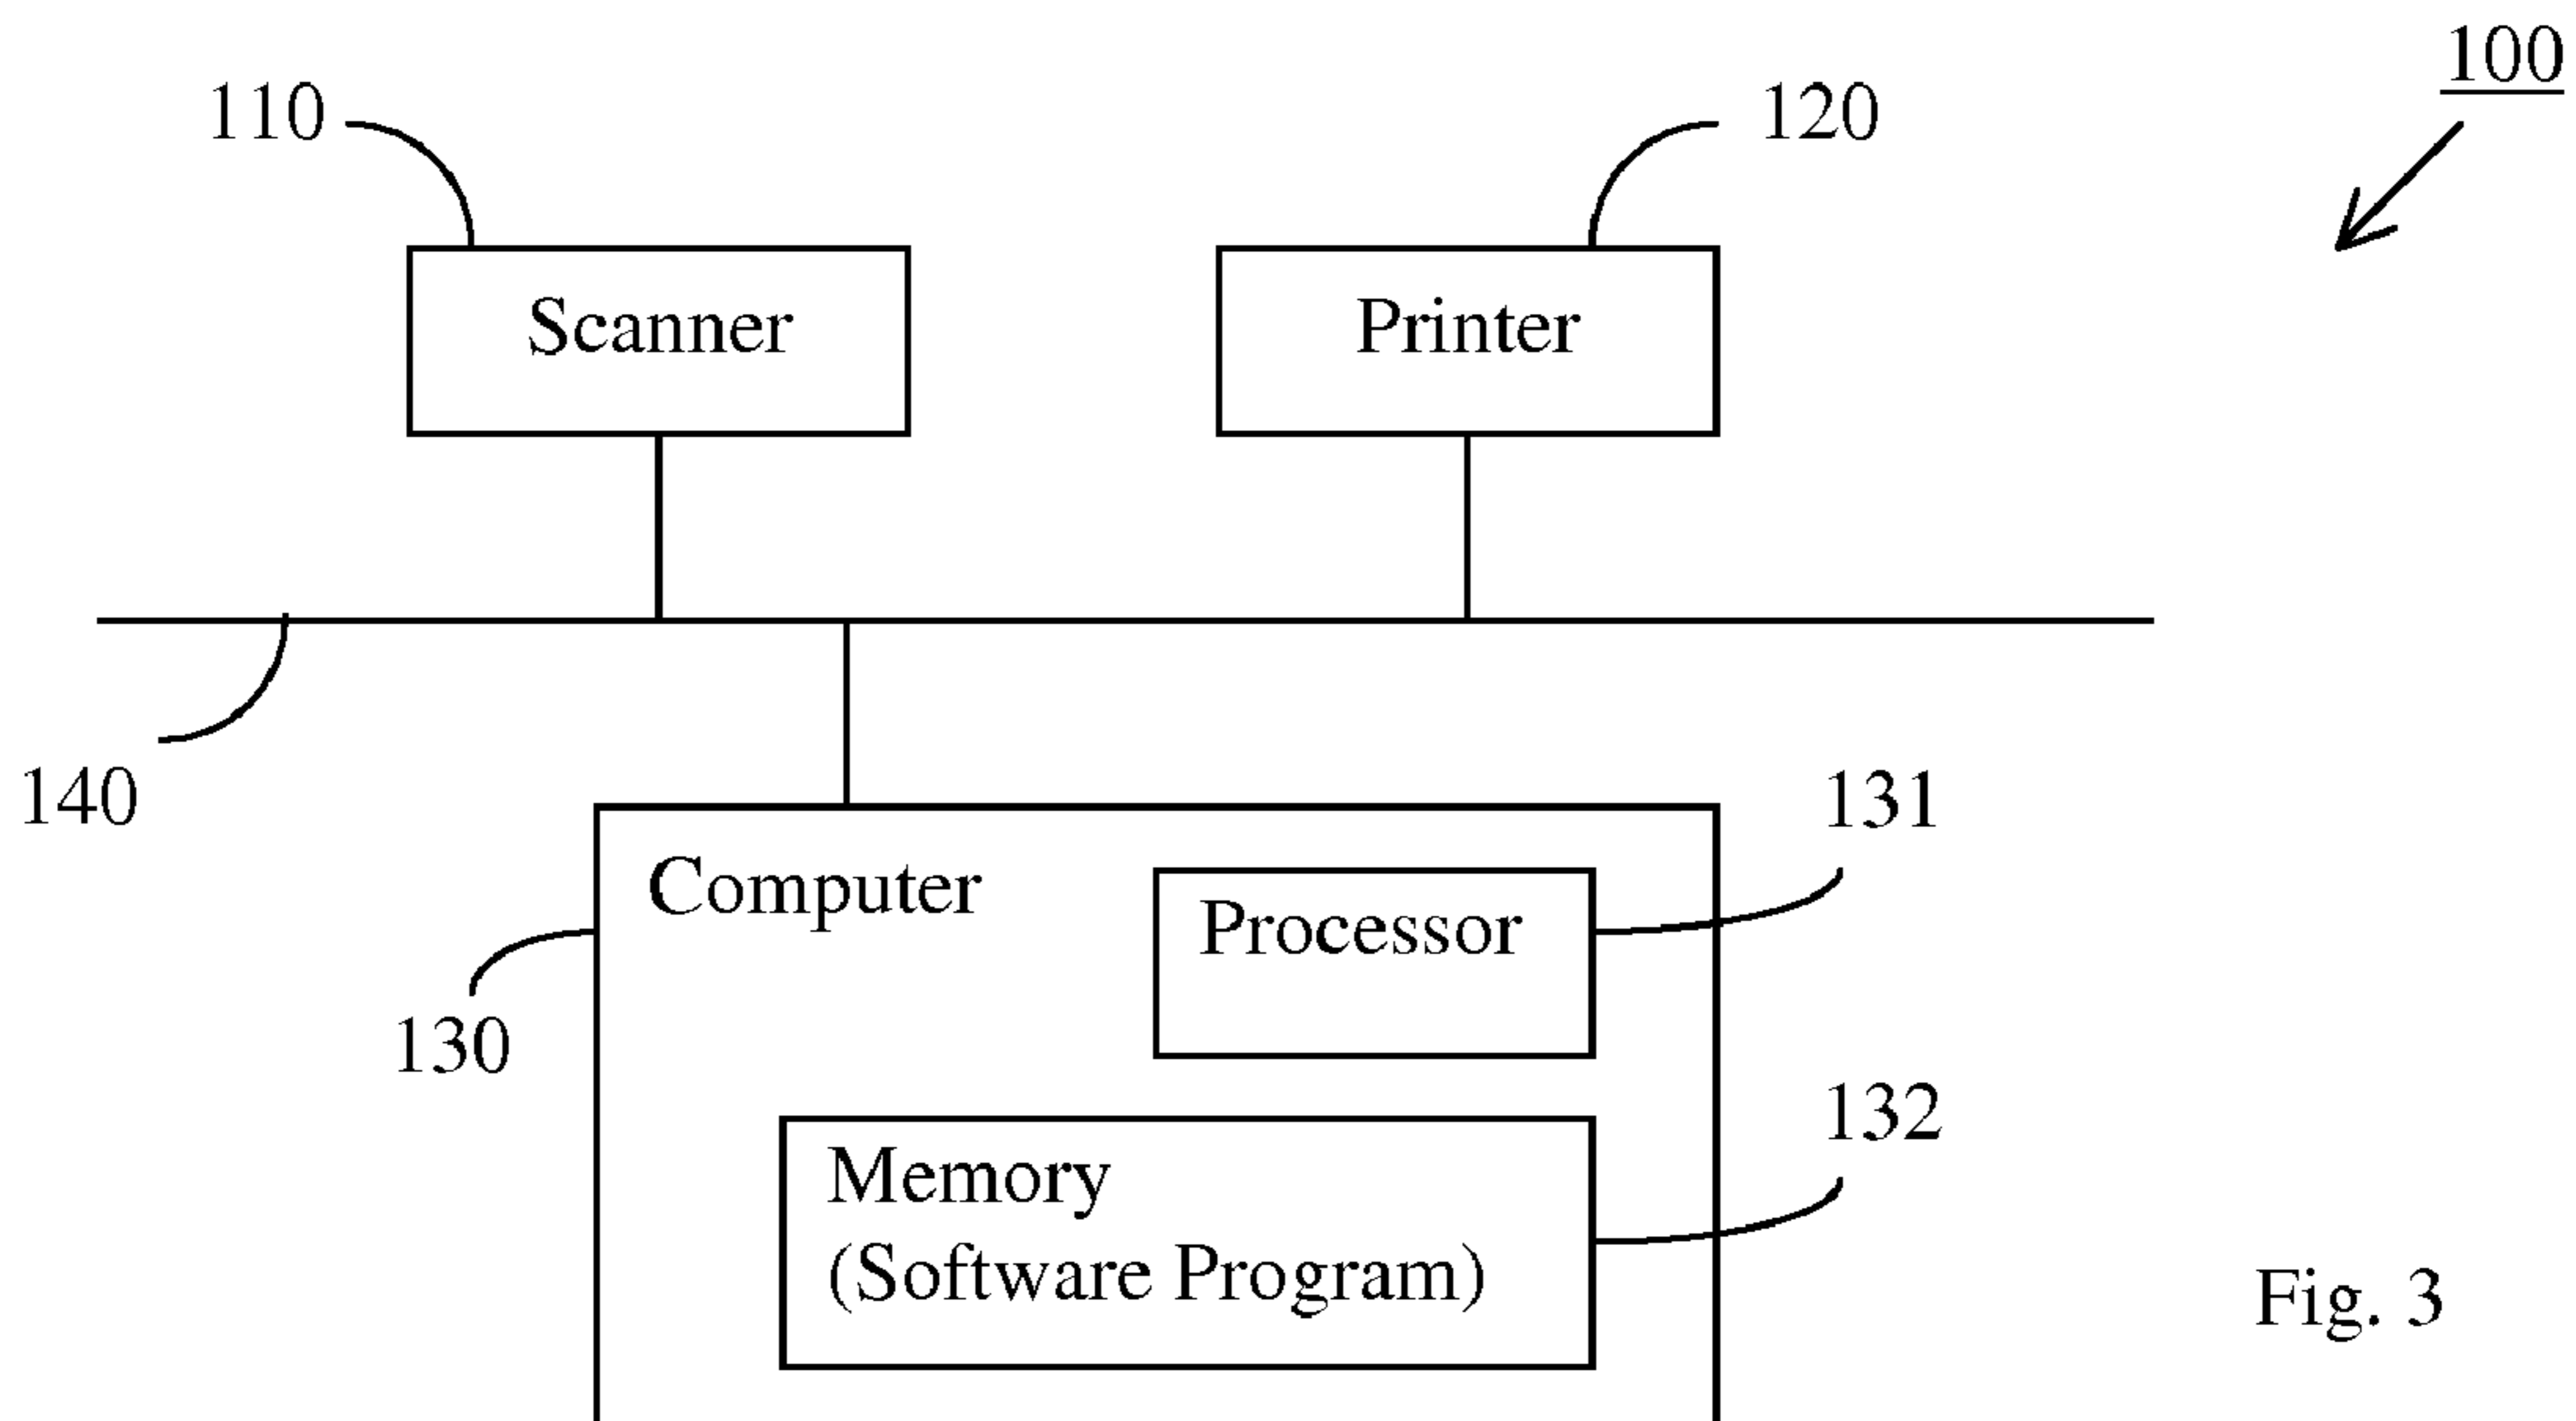 100
110
120
Scanner
Printer
140
131
Computer
Processor
130
132
Memory
(Software Program)
Fig. 3